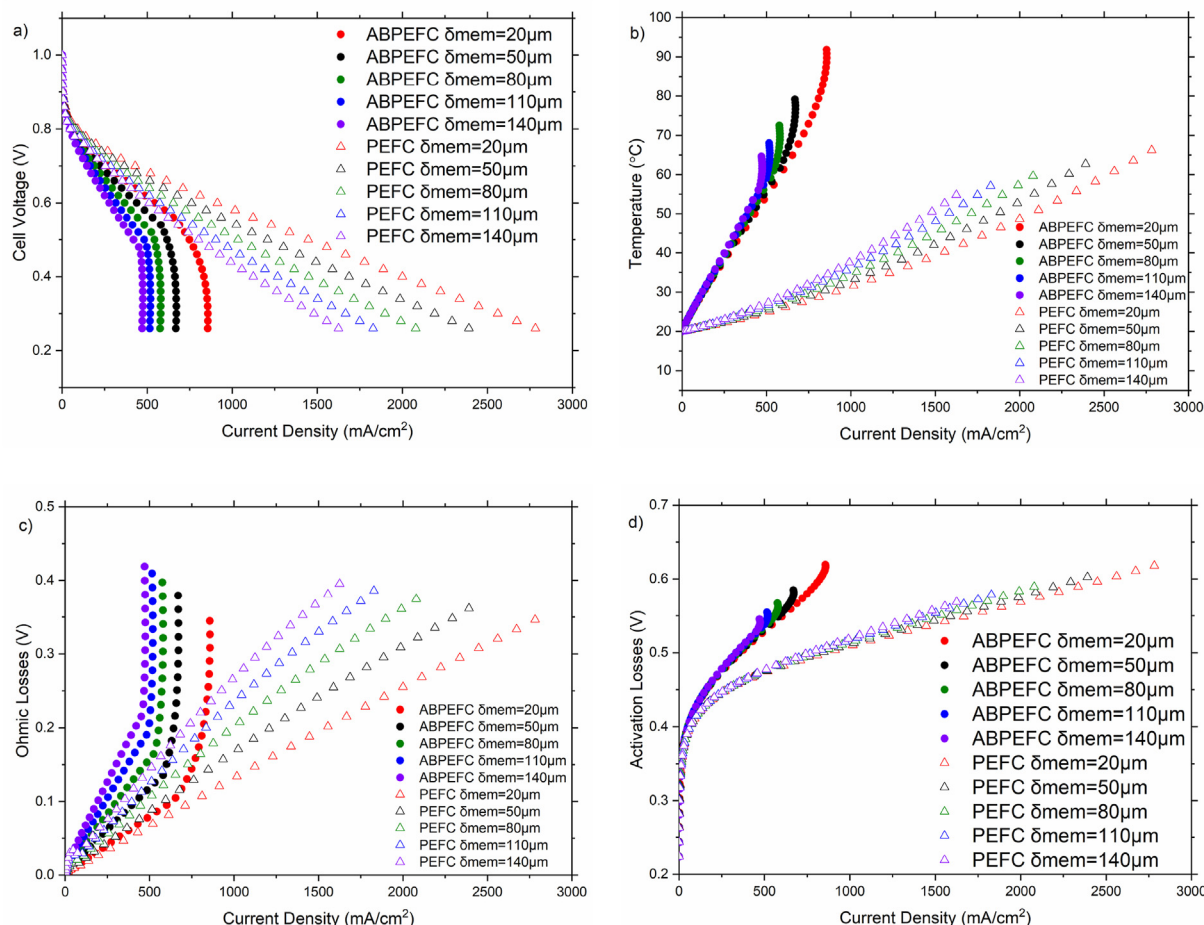 a)
ABPEFC δmem=20µm
ABPEFC δmem=50µm
ABPEFC δmem=80µm
ABPEFC δmem=110µm
ABPEFC δmem=140µm
PEFC δmem=20µm
PEFC δmem=50µm
PEFC δmem=80µm
PEFC δmem=110µm
PEFC δmem=140µm
Cell Voltage (V)
1.0
0.8
0.6
0.4
0.2
0 500 1000 1500 2000 2500 3000
Current Density (mA/cm²)
b)
Temperature (°C)
100
90
80
70
60
50
40
30
20
10
ABPEFC δmem=20µm
ABPEFC δmem=50µm
ABPEFC δmem=80µm
ABPEFC δmem=110µm
ABPEFC δmem=140µm
PEFC δmem=20µm
PEFC δmem=50µm
PEFC δmem=80µm
PEFC δmem=110µm
PEFC δmem=140µm
0 500 1000 1500 2000 2500 3000
Current Density (mA/cm²)
c)
Ohmic Losses (V)
0.5
0.4
0.3
0.2
0.1
0.0
ABPEFC δmem=20µm
ABPEFC δmem=50µm
ABPEFC δmem=80µm
ABPEFC δmem=110µm
ABPEFC δmem=140µm
PEFC δmem=20µm
PEFC δmem=50µm
PEFC δmem=80µm
PEFC δmem=110µm
PEFC δmem=140µm
0 500 1000 1500 2000 2500 3000
Current Density (mA/cm²)
d)
Activation Losses (V)
0.7
0.6
0.5
0.4
0.3
0.2
ABPEFC δmem=20µm
ABPEFC δmem=50µm
ABPEFC δmem=80µm
ABPEFC δmem=110µm
ABPEFC δmem=140µm
PEFC δmem=20µm
PEFC δmem=50µm
PEFC δmem=80µm
PEFC δmem=110µm
PEFC δmem=140µm
0 500 1000 1500 2000 2500 3000
Current Density (mA/cm²)